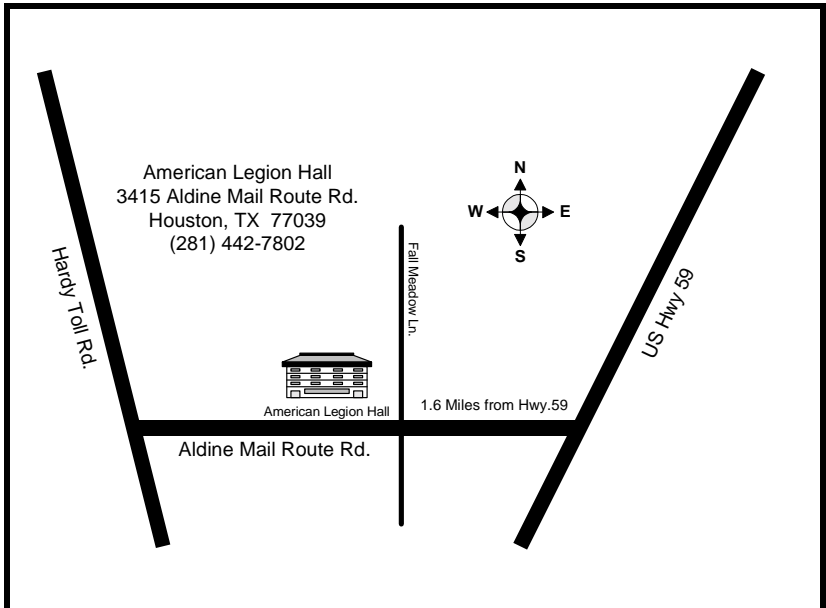 American Legion Hall
3415 Aldine Mail Route Rd.
Houston, TX  77039
(281) 442-7802
N
W
E
S
Hardy Toll Rd.
Fall Meadow Ln.
US Hwy 59
American Legion Hall
1.6 Miles from Hwy.59
Aldine Mail Route Rd.